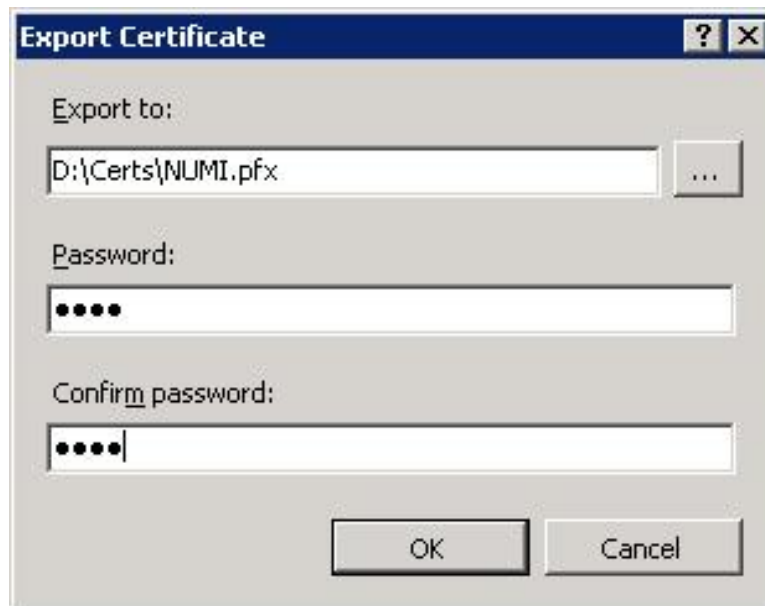 Export Certificate
Export to:
D:\Certs\NUMI.pfx
...
Password:
●●●●
Confirm password:
●●●●
OK Cancel